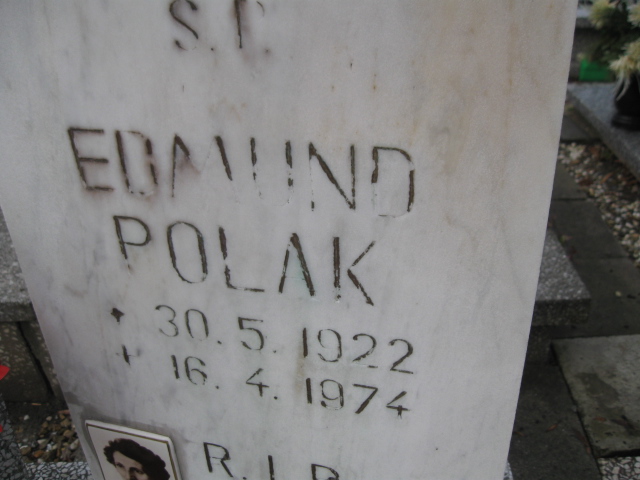 S.P.
EDMUND
POLAK
* 30. 5. 1922
+ 16. 4. 1974
R.I.P.